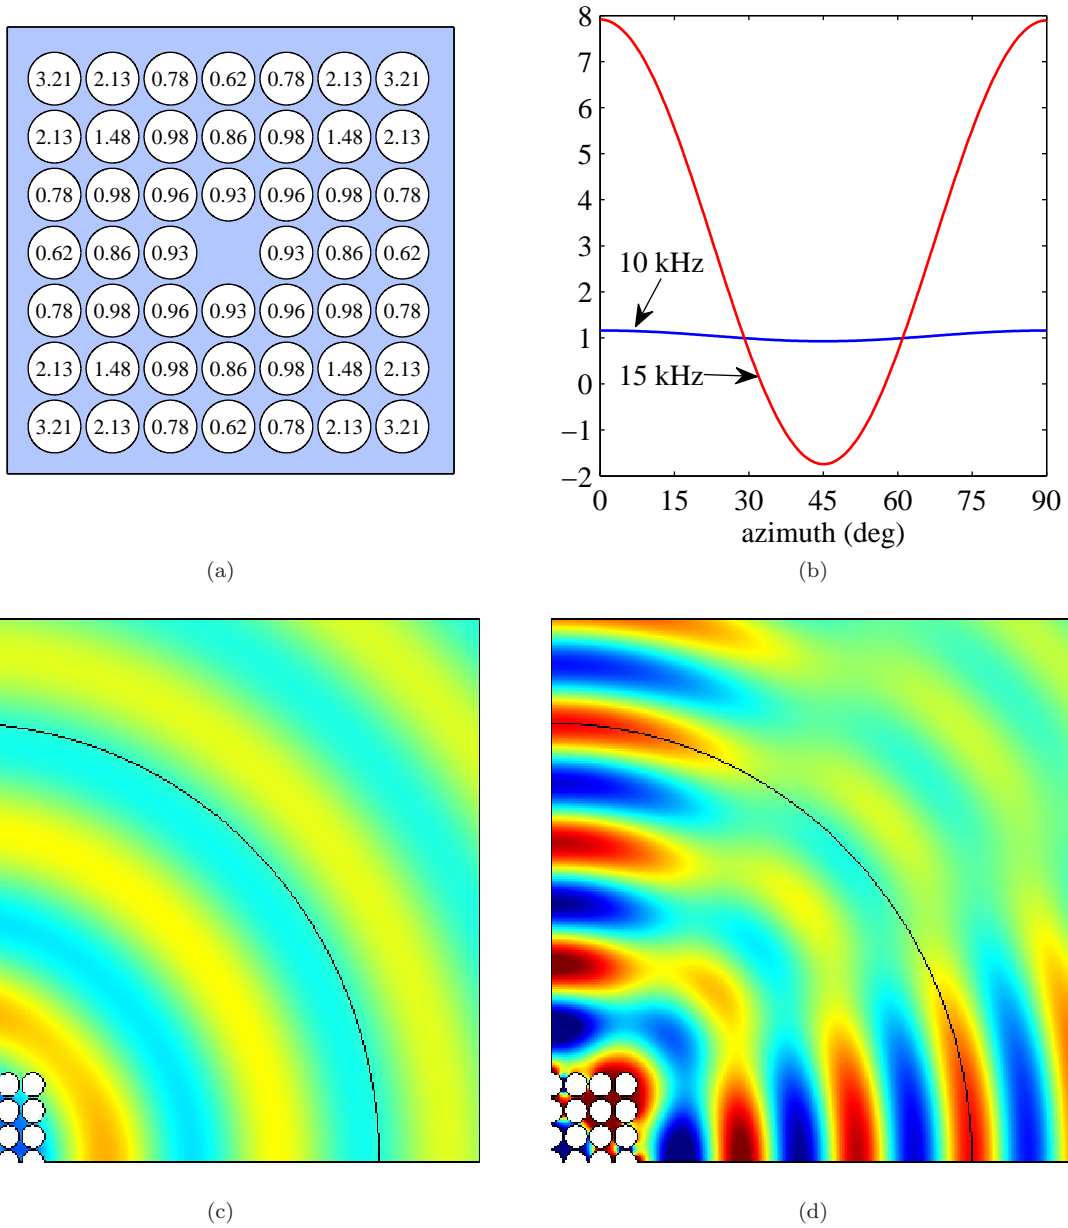 3.21 2.13 0.78 0.62 0.78 2.13 3.21
2.13 1.48 0.98 0.86 0.98 1.48 2.13
0.78 0.98 0.96 0.93 0.96 0.98 0.78
0.62 0.86 0.93 0.93 0.86 0.62
0.78 0.98 0.96 0.93 0.96 0.98 0.78
2.13 1.48 0.98 0.86 0.98 1.48 2.13
3.21 2.13 0.78 0.62 0.78 2.13 3.21
(a)
8
7
6
5
4
3
2
1
0
−1
−2
10 kHz
15 kHz
0 15 30 45 60 75 90
azimuth (deg)
(b)
(c)
(d)